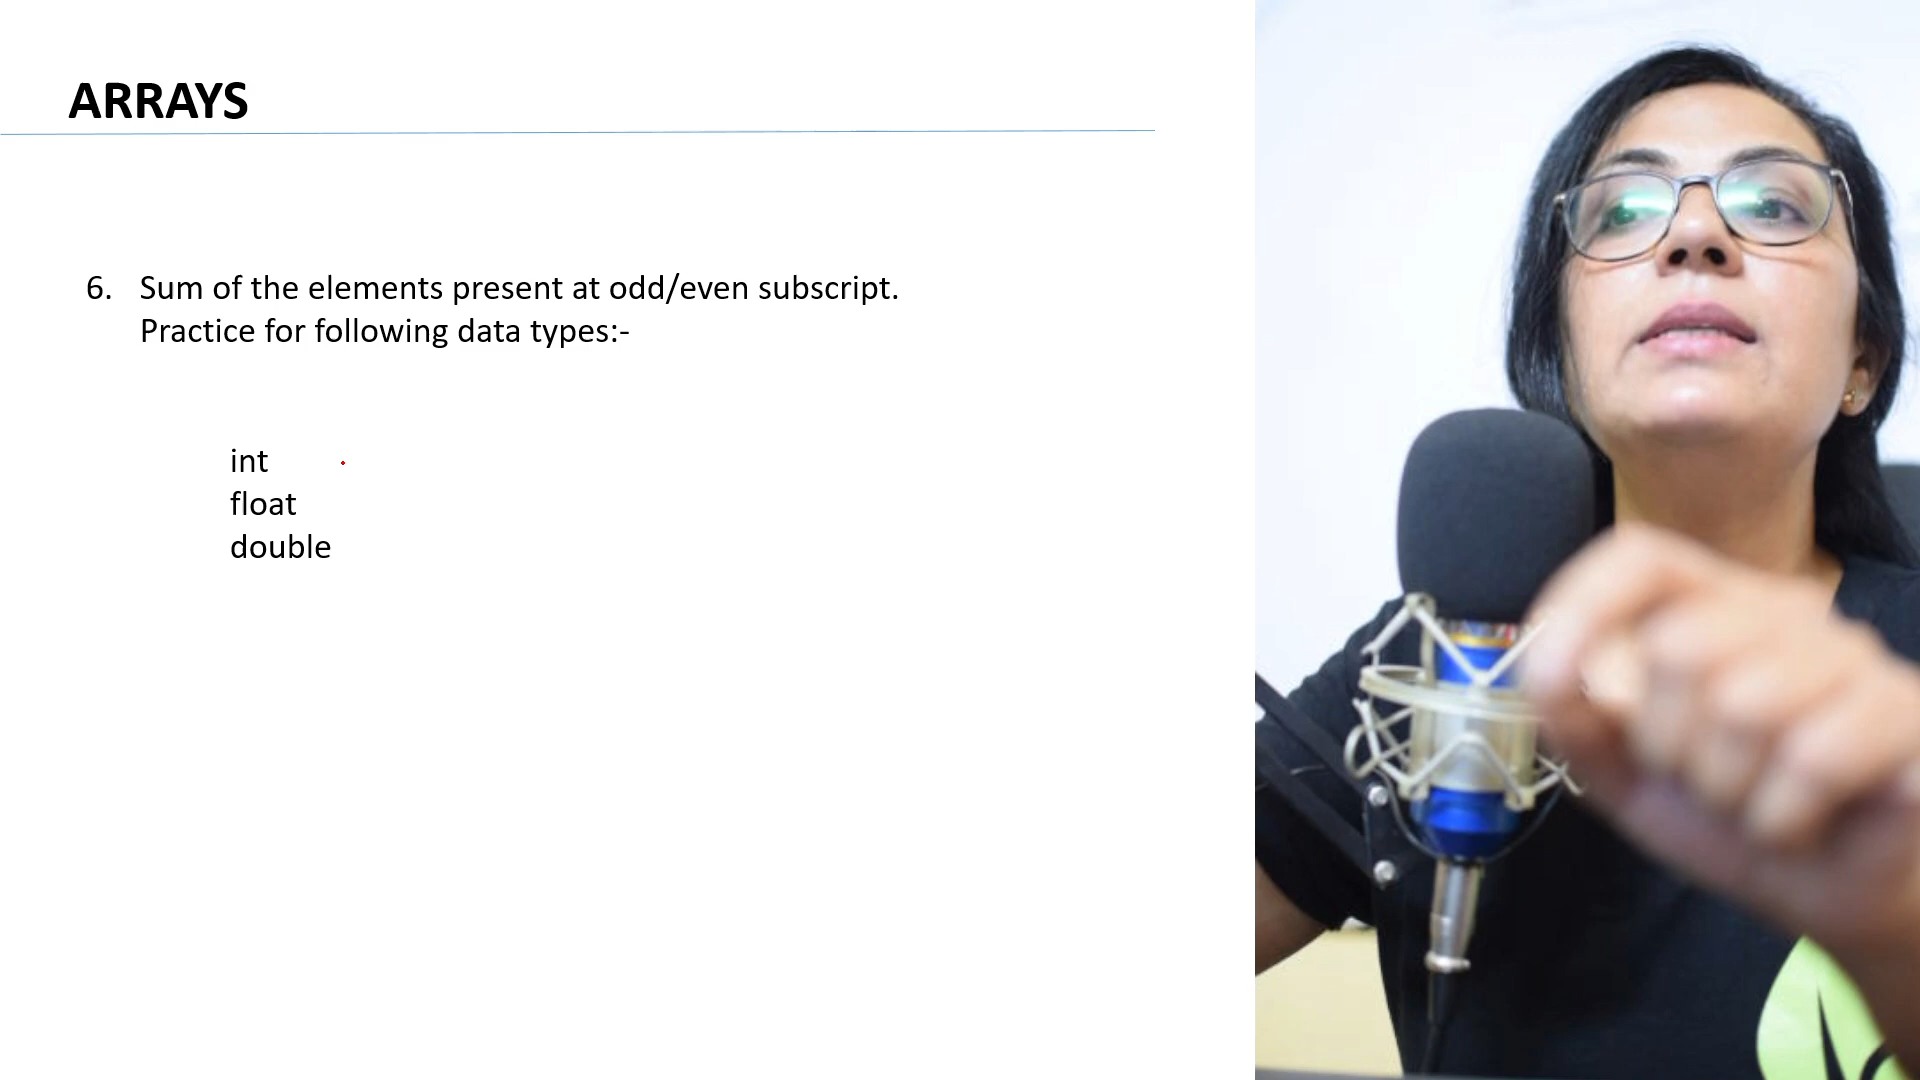 ARRAYS
6. Sum of the elements present at odd/even subscript.
Practice for following data types:-
int
float
double